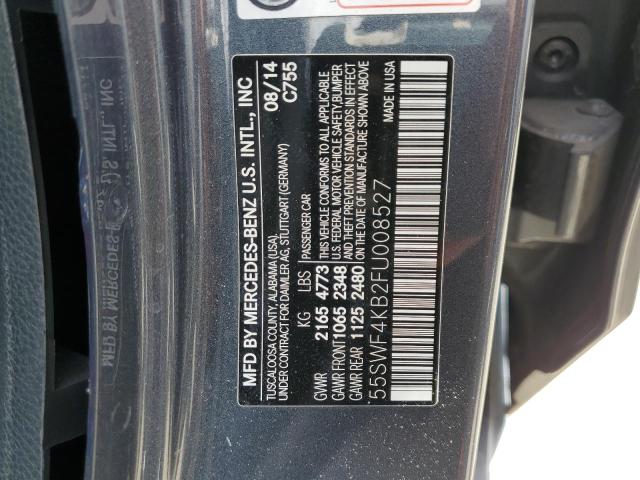 MFD BY MERCEDES-BENZ U.S. INTL., INC
TUSCALOOSA COUNTY, ALABAMA (USA),
UNDER CONTRACT FOR DAIMLER AG, STUTTGART (GERMANY)
08/14
C755
KG LBS PASSENGER CAR
GVWR 2165 4773 THIS VEHICLE CONFORMS TO ALL APPLICABLE
GAWR FRONT 1065 2348 U.S. FEDERAL MOTOR VEHICLE SAFETY/BUMPER
GAWR REAR 1125 2480 AND THEFT PREVENTION STANDARDS IN EFFECT
ON THE DATE OF MANUFACTURE SHOWN ABOVE.
55SWF4KB2FU008527
MADE IN USA